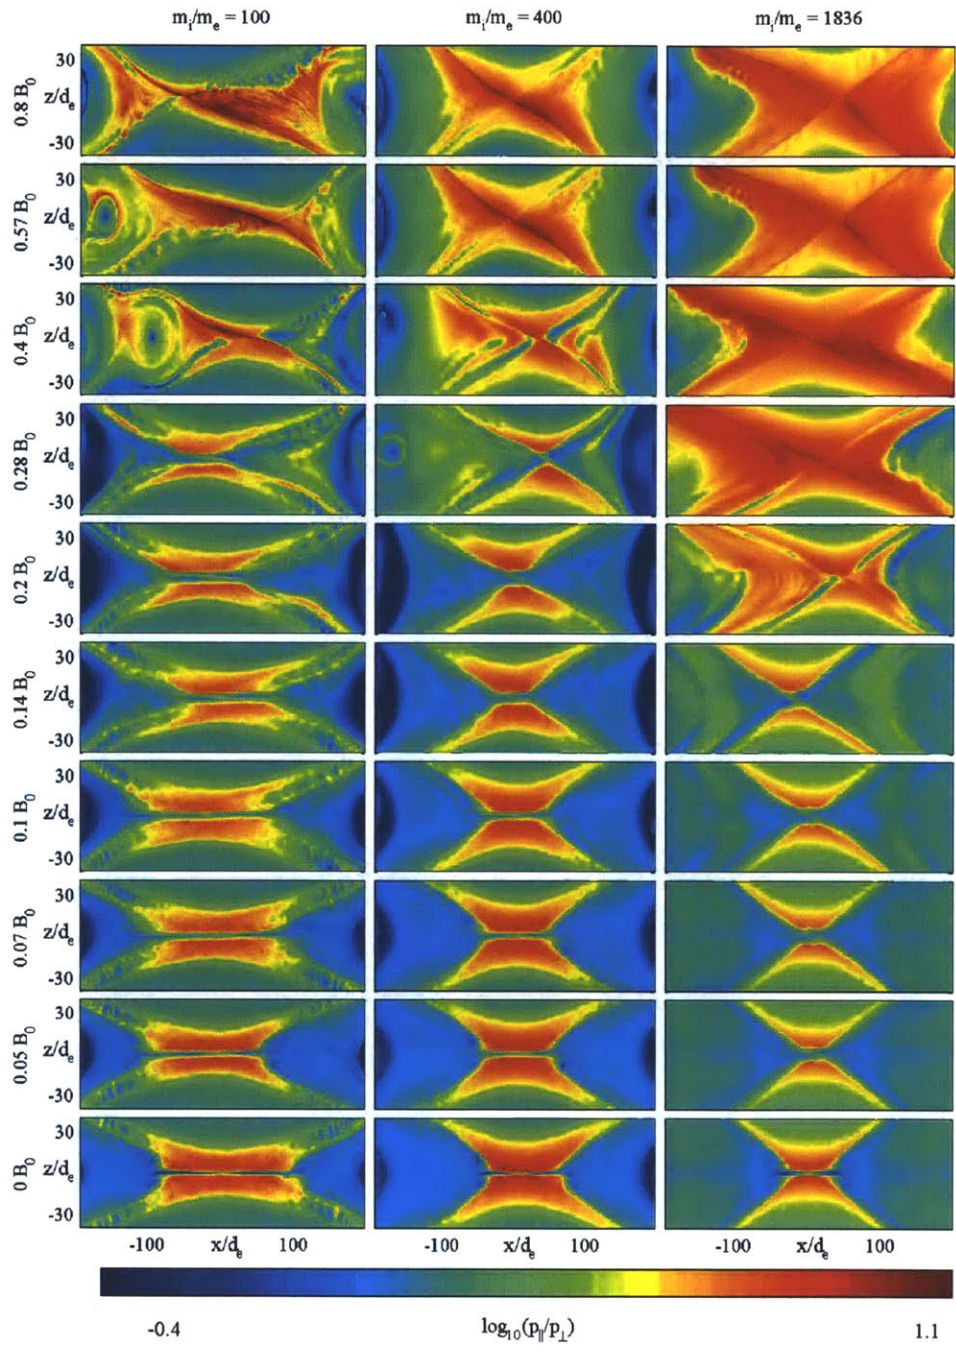 m_i/m_e = 100 m_i/m_e = 400 m_i/m_e = 1836
0.8 B_0
30
z/d_e
-30
0.57 B_0
30
z/d_e
-30
0.4 B_0
30
z/d_e
-30
0.28 B_0
30
z/d_e
-30
0.2 B_0
30
z/d_e
-30
0.14 B_0
30
z/d_e
-30
0.1 B_0
30
z/d_e
-30
0.07 B_0
30
z/d_e
-30
0.05 B_0
30
z/d_e
-30
0 B_0
30
z/d_e
-30
-100 x/d_e 100 -100 x/d_e 100 -100 x/d_e 100
-0.4 log_10(p_∥/p_⊥) 1.1